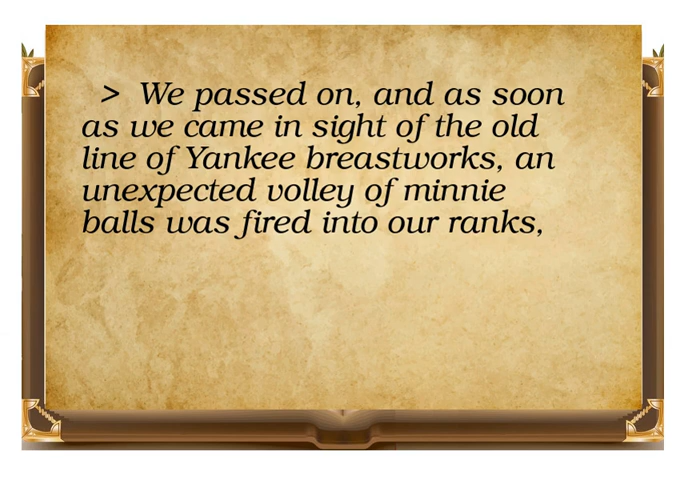 > We passed on, and as soon
as we came in sight of the old
line of Yankee breastworks, an
unexpected volley of minnie
balls was fired into our ranks,